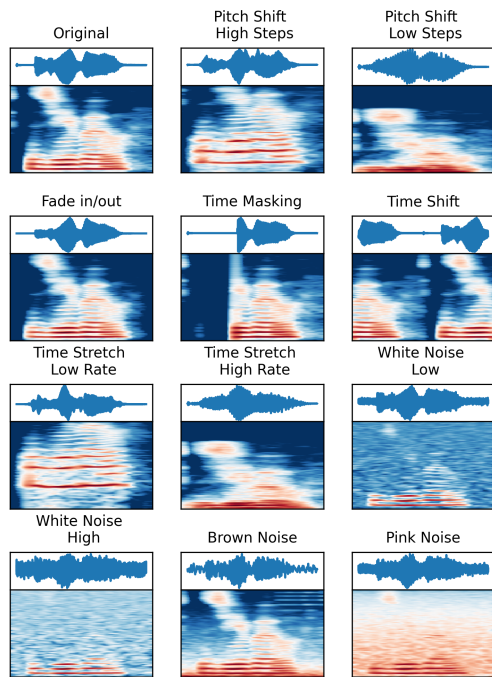 Original
Pitch Shift
High Steps
Pitch Shift
Low Steps
Fade in/out
Time Masking
Time Shift
Time Stretch
Low Rate
Time Stretch
High Rate
White Noise
Low
White Noise
High
Brown Noise
Pink Noise